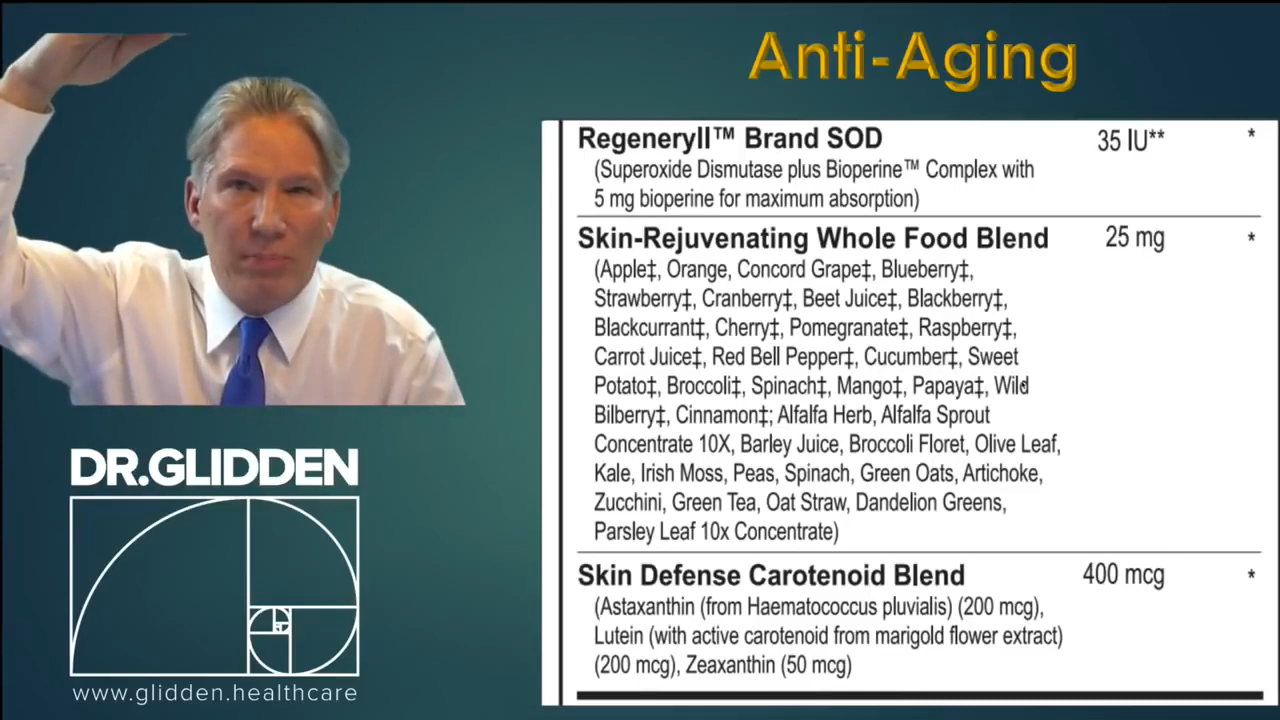 Anti-Aging
Regeneryll™ Brand SOD 35 IU** *
(Superoxide Dismutase plus Bioperine™ Complex with
5 mg bioperine for maximum absorption)
Skin-Rejuvenating Whole Food Blend 25 mg *
(Apple‡, Orange, Concord Grape‡, Blueberry‡,
Strawberry‡, Cranberry‡, Beet Juice‡, Blackberry‡,
Blackcurrant‡, Cherry‡, Pomegranate‡, Raspberry‡,
Carrot Juice‡, Red Bell Pepper‡, Cucumber‡, Sweet
Potato‡, Broccoli‡, Spinach‡, Mango‡, Papaya‡, Wild
Bilberry‡, Cinnamon‡; Alfalfa Herb, Alfalfa Sprout
Concentrate 10X, Barley Juice, Broccoli Floret, Olive Leaf,
Kale, Irish Moss, Peas, Spinach, Green Oats, Artichoke,
Zucchini, Green Tea, Oat Straw, Dandelion Greens,
Parsley Leaf 10x Concentrate)
Skin Defense Carotenoid Blend 400 mcg *
(Astaxanthin (from Haematococcus pluvialis) (200 mcg),
Lutein (with active carotenoid from marigold flower extract)
(200 mcg), Zeaxanthin (50 mcg)
DR.GLIDDEN
www.glidden.healthcare